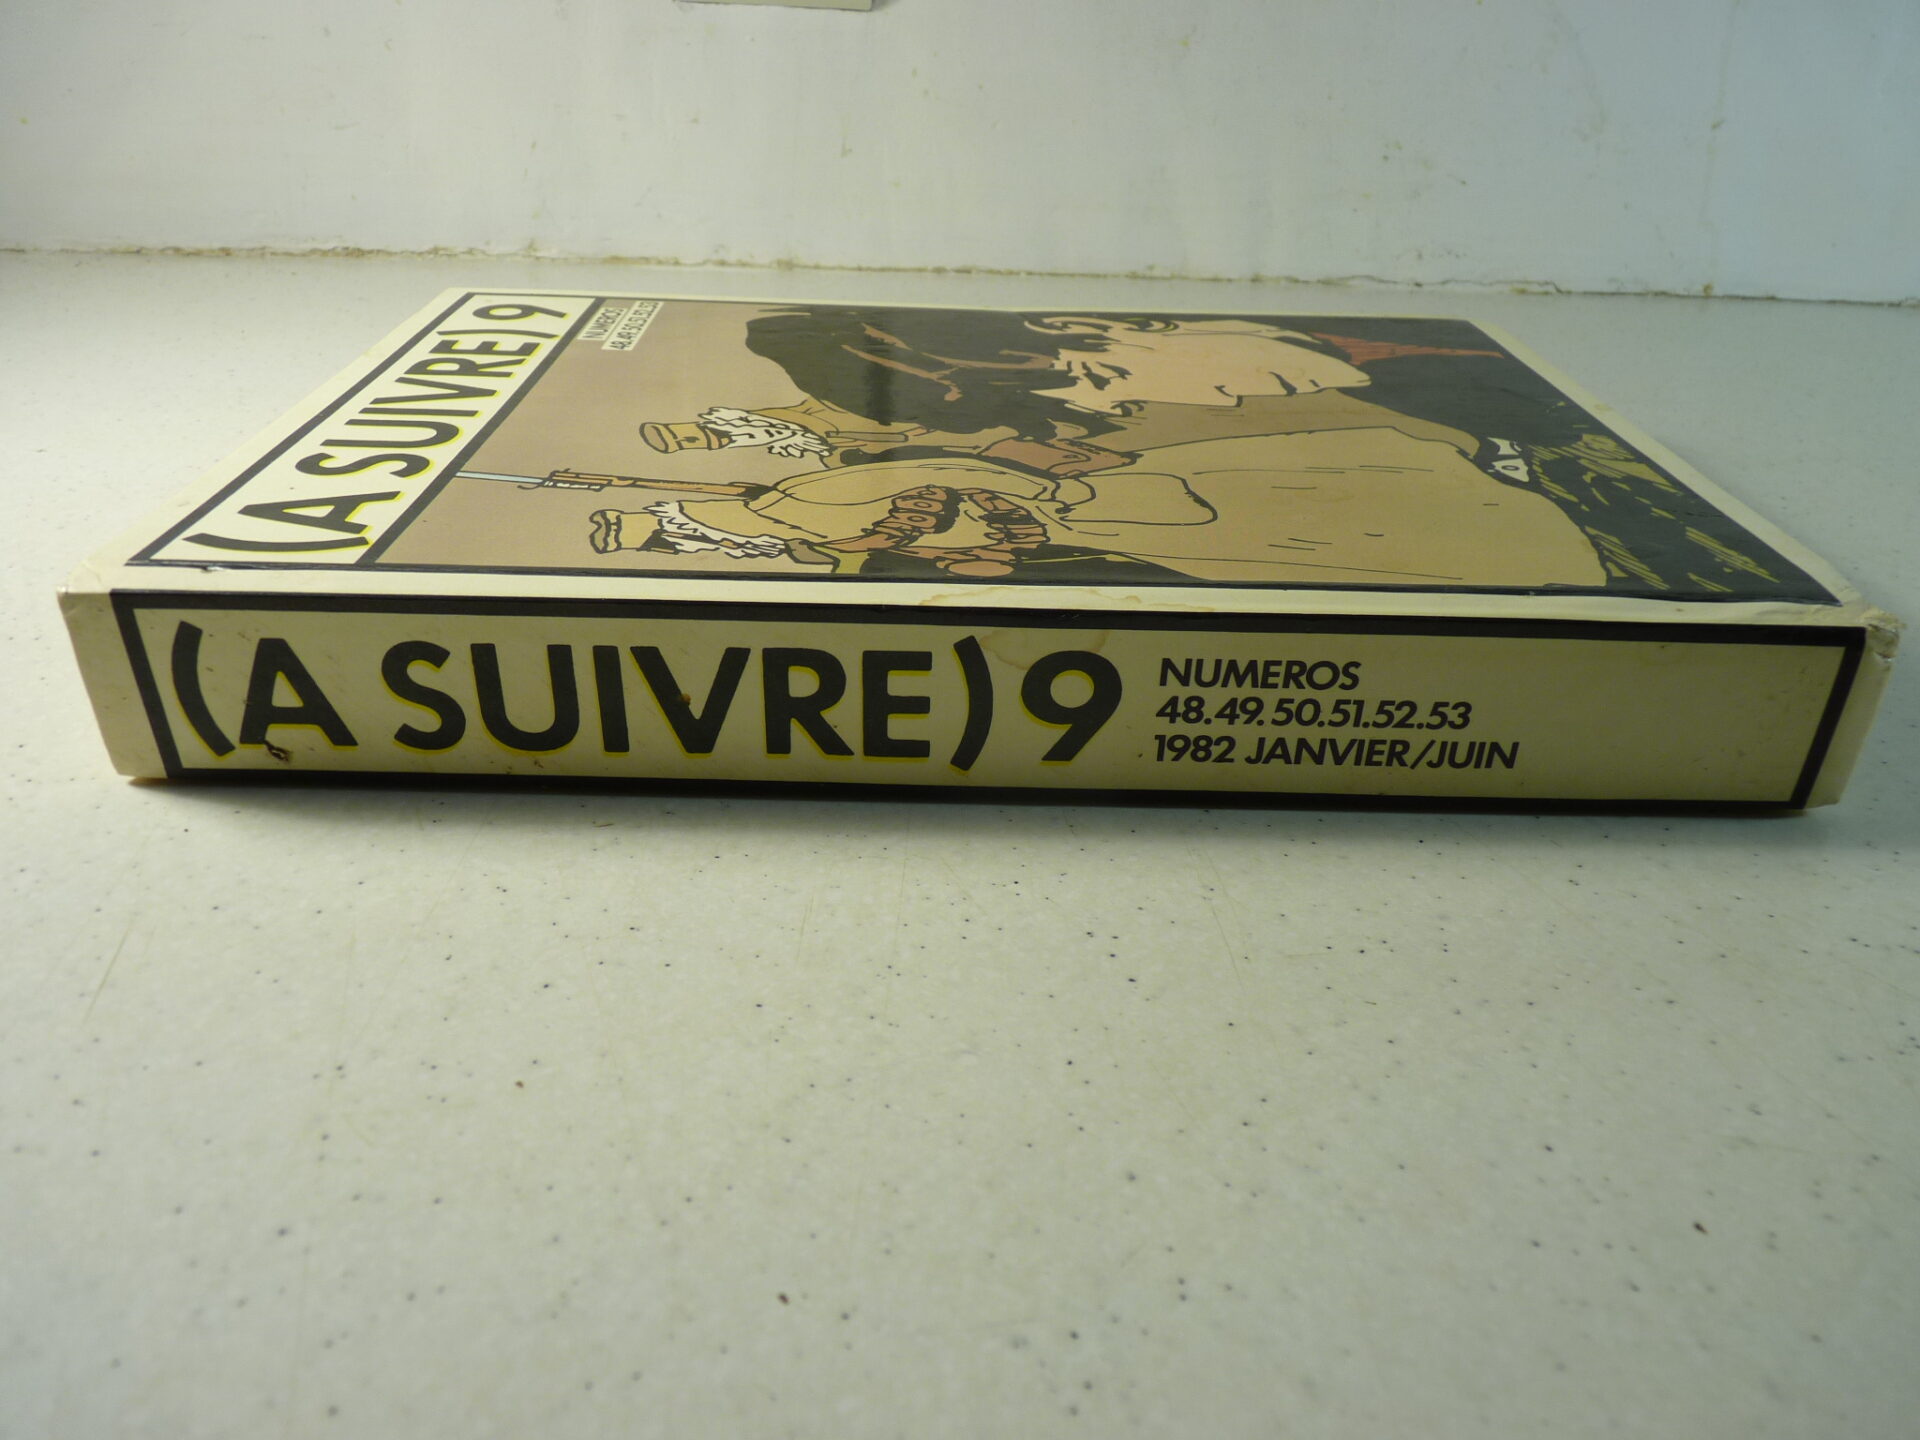 (A SUIVRE) 9
NUMEROS
48.49.50.51.52.53
(A SUIVRE) 9
NUMEROS
48.49.50.51.52.53
1982 JANVIER/JUIN